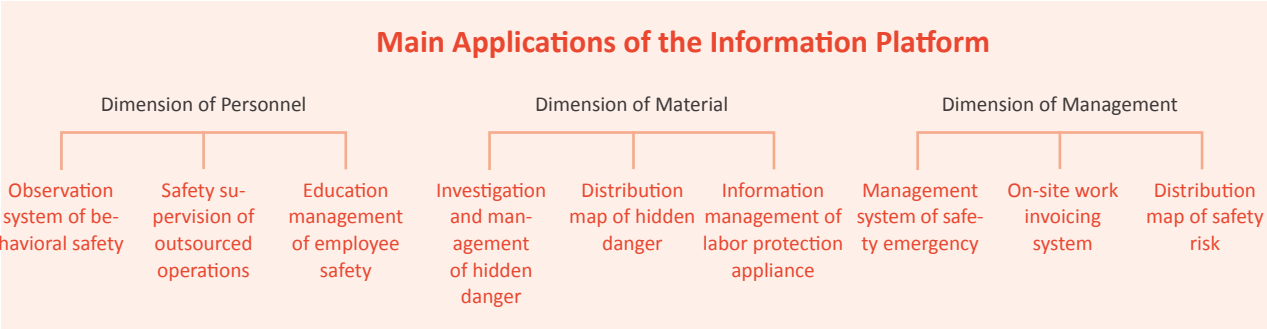 Main Applications of the Information Platform
Dimension of Personnel
Observation
system of be-
havioral safety
Safety su-
pervision of
outsourced
operations
Education
management
of employee
safety
Dimension of Material
Investigation
and man-
agement
of hidden
danger
Distribution
map of hidden
danger
Information
management of
labor protection
appliance
Dimension of Management
Management
system of safe-
ty emergency
On-site work
invoicing
system
Distribution
map of safety
risk